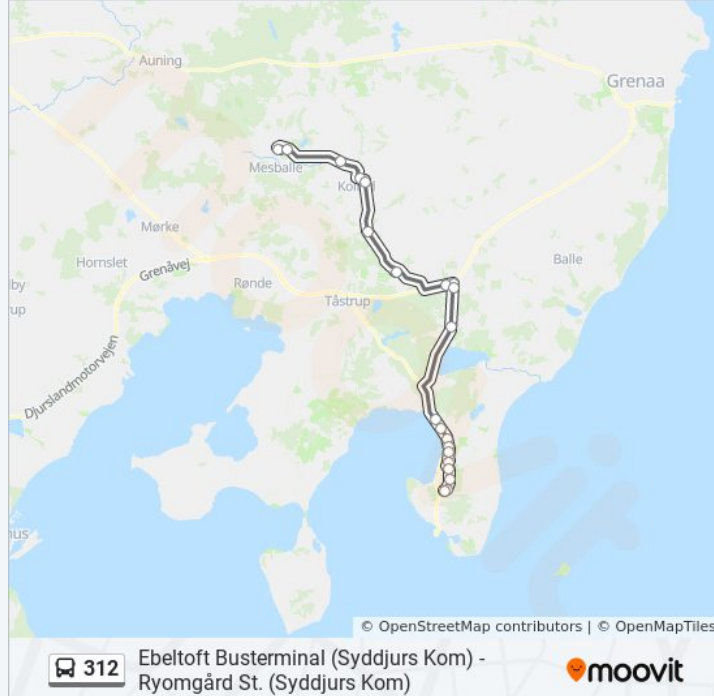 Auning
Grenaa
Mesballe
Kolind
Mørke
Hornslet
Grenåvej
Balle
Rønde
Tåstrup
Djurslandmotorvejen
© OpenStreetMap contributors | © OpenMapTiles
312
Ebeltoft Busterminal (Syddjurs Kom) -
Ryomgård St. (Syddjurs Kom)
moovit